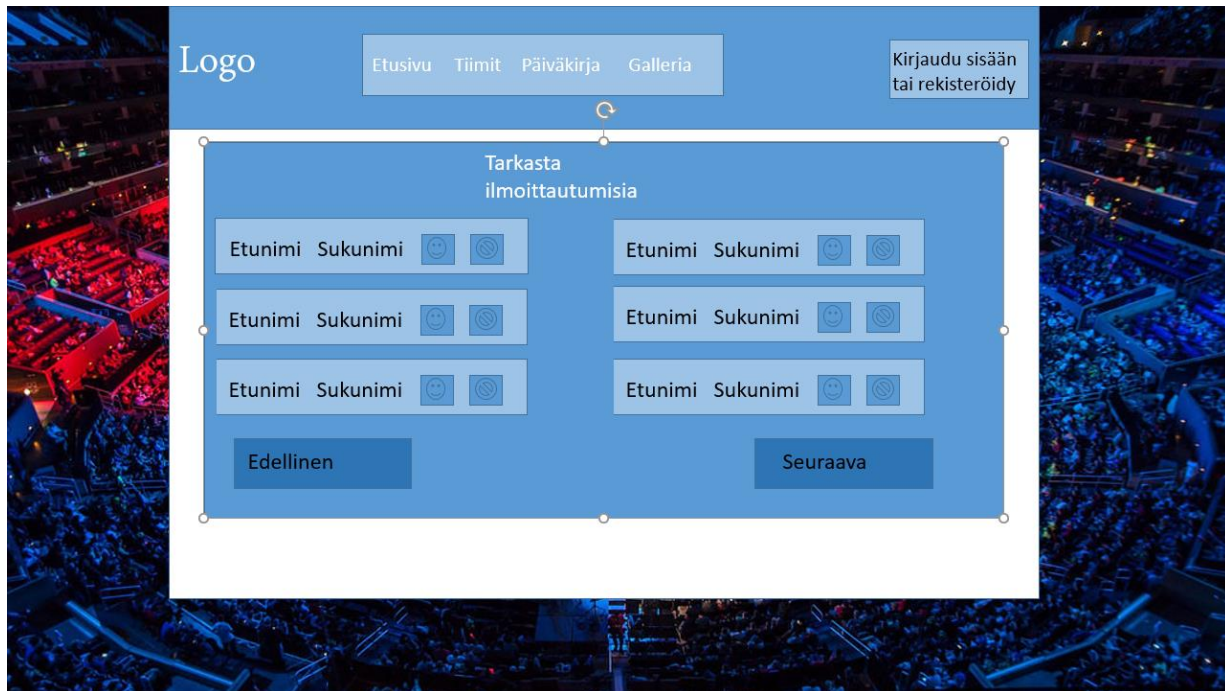 Logo
Etusivu Tiimit Päiväkirja Galleria
Kirjaudu sisään
tai rekisteröidy
Tarkasta
ilmoittautumisia
Etunimi Sukunimi
Etunimi Sukunimi
Etunimi Sukunimi
Etunimi Sukunimi
Etunimi Sukunimi
Etunimi Sukunimi
Edellinen
Seuraava